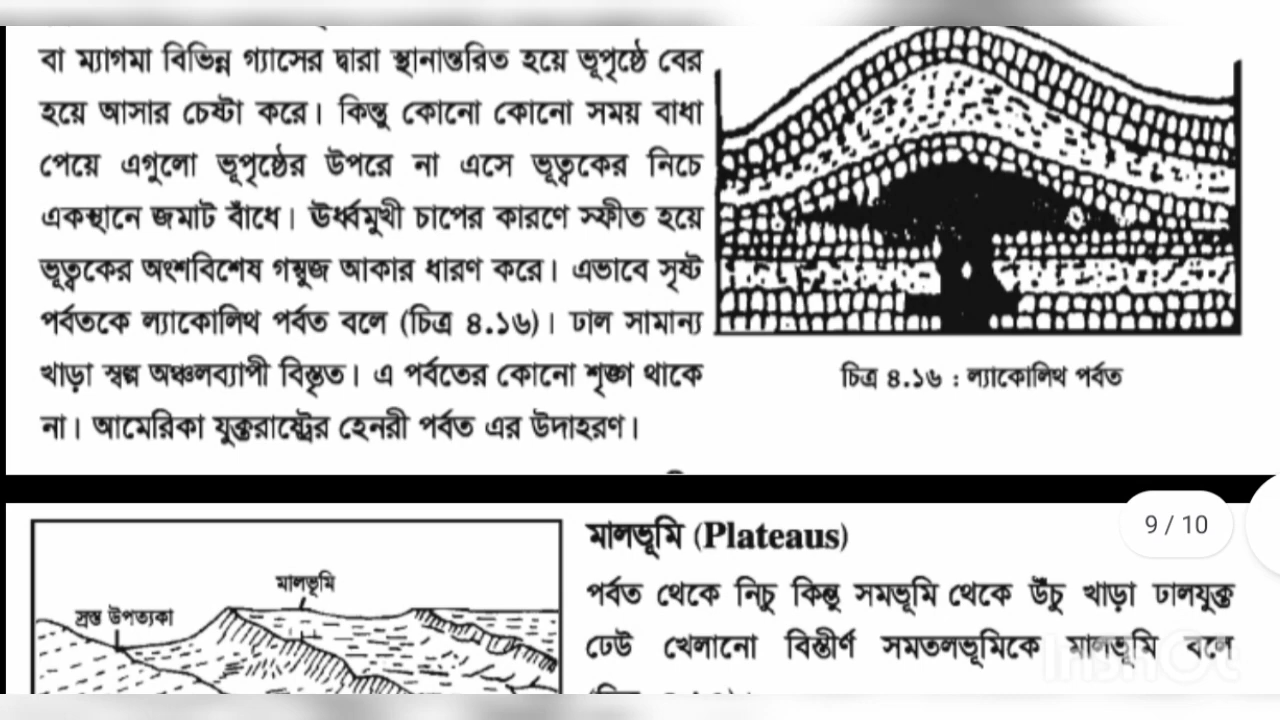 বা ম্যাগমা বিভিন্ন গ্যাসের দ্বারা স্থানান্তরিত হয়ে ভূপৃষ্ঠে বের
হয়ে আসার চেষ্টা করে। কিন্তু কোনো কোনো সময় বাধা
পেয়ে এগুলো ভূপৃষ্ঠের উপরে না এসে ভূত্বকের নিচে
একস্থানে জমাট বাঁধে। ঊর্ধ্বমুখী চাপের কারণে স্ফীত হয়ে
ভূত্বকের অংশবিশেষ গম্বুজ আকার ধারণ করে। এভাবে সৃষ্ট
পর্বতকে ল্যাকোলিথ পর্বত বলে (চিত্র ৪.১৬)। ঢাল সামান্য
খাড়া স্বল্প অঞ্চলব্যাপী বিস্তৃত। এ পর্বতের কোনো শৃঙ্গ থাকে
না। আমেরিকা যুক্তরাষ্ট্রের হেনরী পর্বত এর উদাহরণ।
চিত্র ৪.১৬ : ল্যাকোলিথ পর্বত
9 / 10
মালভূমি
স্রস্ত উপত্যকা
মালভূমি (Plateaus)
পর্বত থেকে নিচু কিন্তু সমভূমি থেকে উঁচু খাড়া ঢালযুক্ত
ঢেউ খেলানো বিস্তীর্ণ সমতলভূমিকে মালভূমি বলে
InShOt